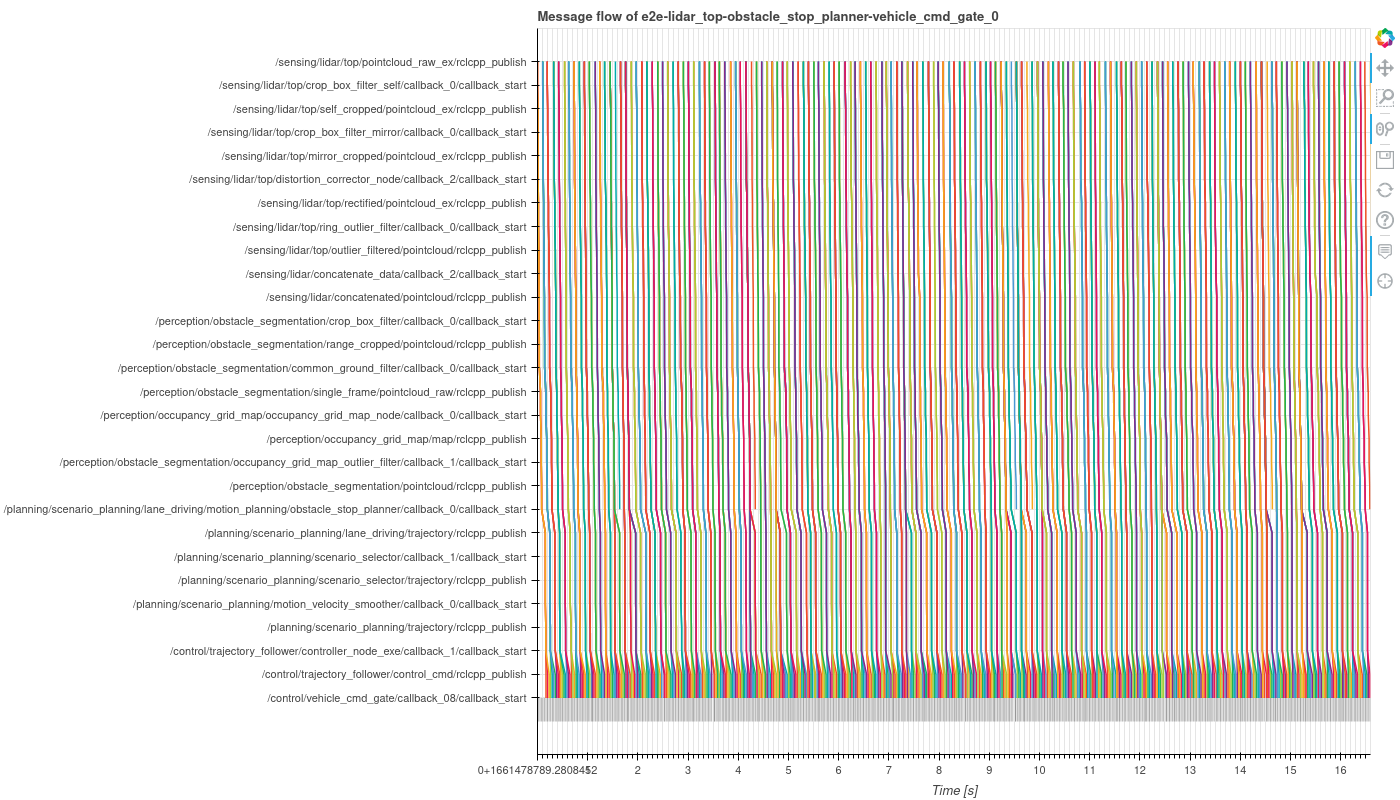 Message flow of e2e-lidar_top-obstacle_stop_planner-vehicle_cmd_gate_0
/sensing/lidar/top/pointcloud_raw_ex/rclcpp_publish
/sensing/lidar/top/crop_box_filter_self/callback_0/callback_start
/sensing/lidar/top/self_cropped/pointcloud_ex/rclcpp_publish
/sensing/lidar/top/crop_box_filter_mirror/callback_0/callback_start
/sensing/lidar/top/mirror_cropped/pointcloud_ex/rclcpp_publish
/sensing/lidar/top/distortion_corrector_node/callback_2/callback_start
/sensing/lidar/top/rectified/pointcloud_ex/rclcpp_publish
/sensing/lidar/top/ring_outlier_filter/callback_0/callback_start
/sensing/lidar/top/outlier_filtered/pointcloud/rclcpp_publish
/sensing/lidar/concatenate_data/callback_2/callback_start
/sensing/lidar/concatenated/pointcloud/rclcpp_publish
/perception/obstacle_segmentation/crop_box_filter/callback_0/callback_start
/perception/obstacle_segmentation/range_cropped/pointcloud/rclcpp_publish
/perception/obstacle_segmentation/common_ground_filter/callback_0/callback_start
/perception/obstacle_segmentation/single_frame/pointcloud_raw/rclcpp_publish
/perception/occupancy_grid_map/occupancy_grid_map_node/callback_0/callback_start
/perception/occupancy_grid_map/map/rclcpp_publish
/perception/obstacle_segmentation/occupancy_grid_map_outlier_filter/callback_1/callback_start
/perception/obstacle_segmentation/pointcloud/rclcpp_publish
/planning/scenario_planning/lane_driving/motion_planning/obstacle_stop_planner/callback_0/callback_start
/planning/scenario_planning/lane_driving/trajectory/rclcpp_publish
/planning/scenario_planning/scenario_selector/callback_1/callback_start
/planning/scenario_planning/scenario_selector/trajectory/rclcpp_publish
/planning/scenario_planning/motion_velocity_smoother/callback_0/callback_start
/planning/scenario_planning/trajectory/rclcpp_publish
/control/trajectory_follower/controller_node_exe/callback_1/callback_start
/control/trajectory_follower/control_cmd/rclcpp_publish
/control/vehicle_cmd_gate/callback_08/callback_start
2 3 4 5 6 7 8 9 10 11 12 13 14 15 16
Time [s]